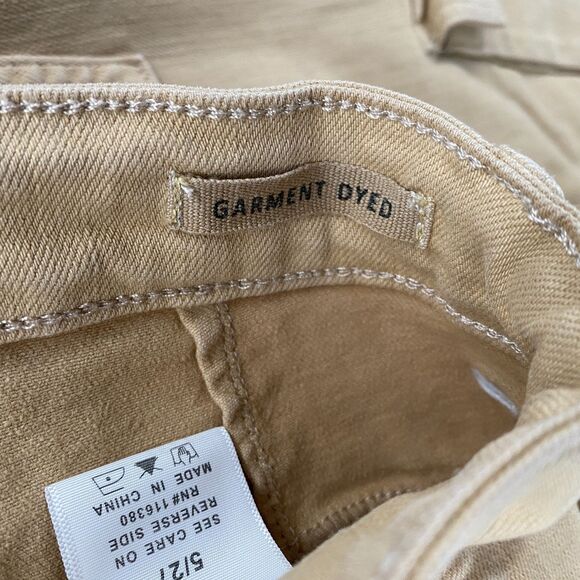 GARMENT DYED
5/27
SEE CARE ON
REVERSE SIDE
RN# 116380
MADE IN CHINA